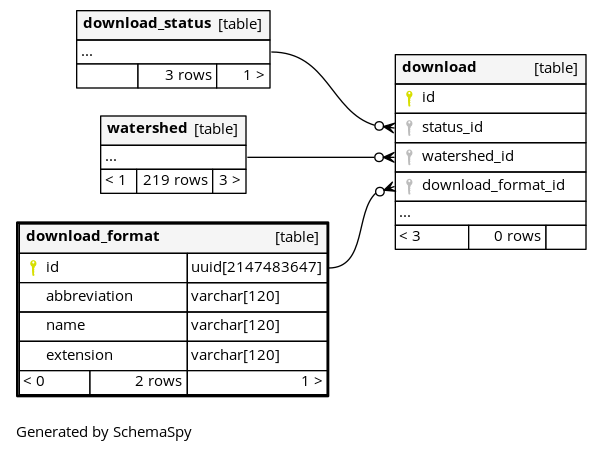 download_status [table]
...
3 rows 1 >
watershed [table]
...
< 1 219 rows 3 >
download_format [table]
id uuid[2147483647]
abbreviation varchar[120]
name varchar[120]
extension varchar[120]
< 0 2 rows 1 >
download [table]
id
status_id
watershed_id
download_format_id
...
< 3 0 rows
Generated by SchemaSpy